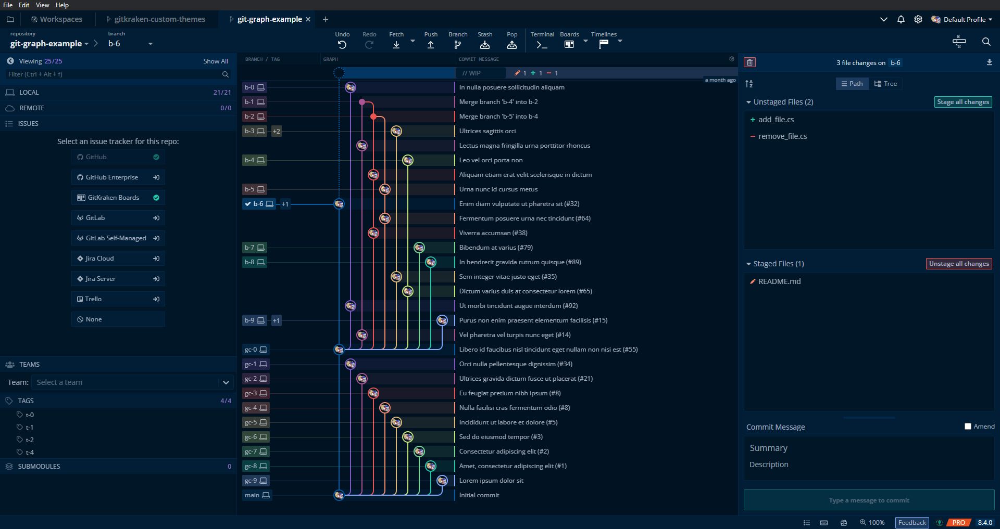 File Edit View Help
Workspaces
gitkraken-custom-themes
git-graph-example
Default Profile
repository
git-graph-example
branch
b-6
Undo
Redo
Fetch
Push
Branch
Stash
Pop
Terminal
Boards
Timelines
Viewing 25/25
Show All
Filter (Ctrl + Alt + f)
LOCAL 21/21
REMOTE 0/0
ISSUES
Select an issue tracker for this repo:
GitHub
GitHub Enterprise
GitKraken Boards
GitLab
GitLab Self-Managed
Jira Cloud
Jira Server
Trello
None
TEAMS
Team: Select a team
TAGS 4/4
t-0
t-1
t-2
t-4
SUBMODULES 0
BRANCH / TAG GRAPH COMMIT MESSAGE
// WIP 1 + 1 − 1
a month ago
b-0 In nulla posuere sollicitudin aliquam
b-1 Merge branch 'b-4' into b-2
b-2 Merge branch 'b-5' into b-4
b-3 +2 Ultrices sagittis orci
Lectus magna fringilla urna porttitor rhoncus
b-4 Leo vel orci porta non
Aliquam etiam erat velit scelerisque in dictum
b-5 Urna nunc id cursus metus
b-6 +1 Enim diam vulputate ut pharetra sit (#32)
Fermentum posuere urna nec tincidunt (#64)
Viverra accumsan (#38)
b-7 Bibendum at varius (#79)
b-8 In hendrerit gravida rutrum quisque (#89)
Sem integer vitae justo eget (#35)
Dictum varius duis at consectetur lorem (#65)
Ut morbi tincidunt augue interdum (#92)
b-9 +1 Purus non enim praesent elementum facilisis (#15)
Vel pharetra vel turpis nunc eget (#14)
gc-0 Libero id faucibus nisl tincidunt eget nullam non nisi est (#55)
gc-1 Orci nulla pellentesque dignissim (#34)
gc-2 Ultrices gravida dictum fusce ut placerat (#21)
gc-3 Eu feugiat pretium nibh ipsum (#8)
gc-4 Nulla facilisi cras fermentum odio (#8)
gc-5 Incididunt ut labore et dolore (#5)
gc-6 Sed do eiusmod tempor (#3)
gc-7 Consectetur adipiscing elit (#2)
gc-8 Amet, consectetur adipiscing elit (#1)
gc-9 Lorem ipsum dolor sit
main Initial commit
3 file changes on b-6
Path Tree
Unstaged Files (2) Stage all changes
+ add_file.cs
− remove_file.cs
Staged Files (1) Unstage all changes
README.md
Commit Message Amend
Summary
Description
Type a message to commit
100% Feedback PRO 8.4.0